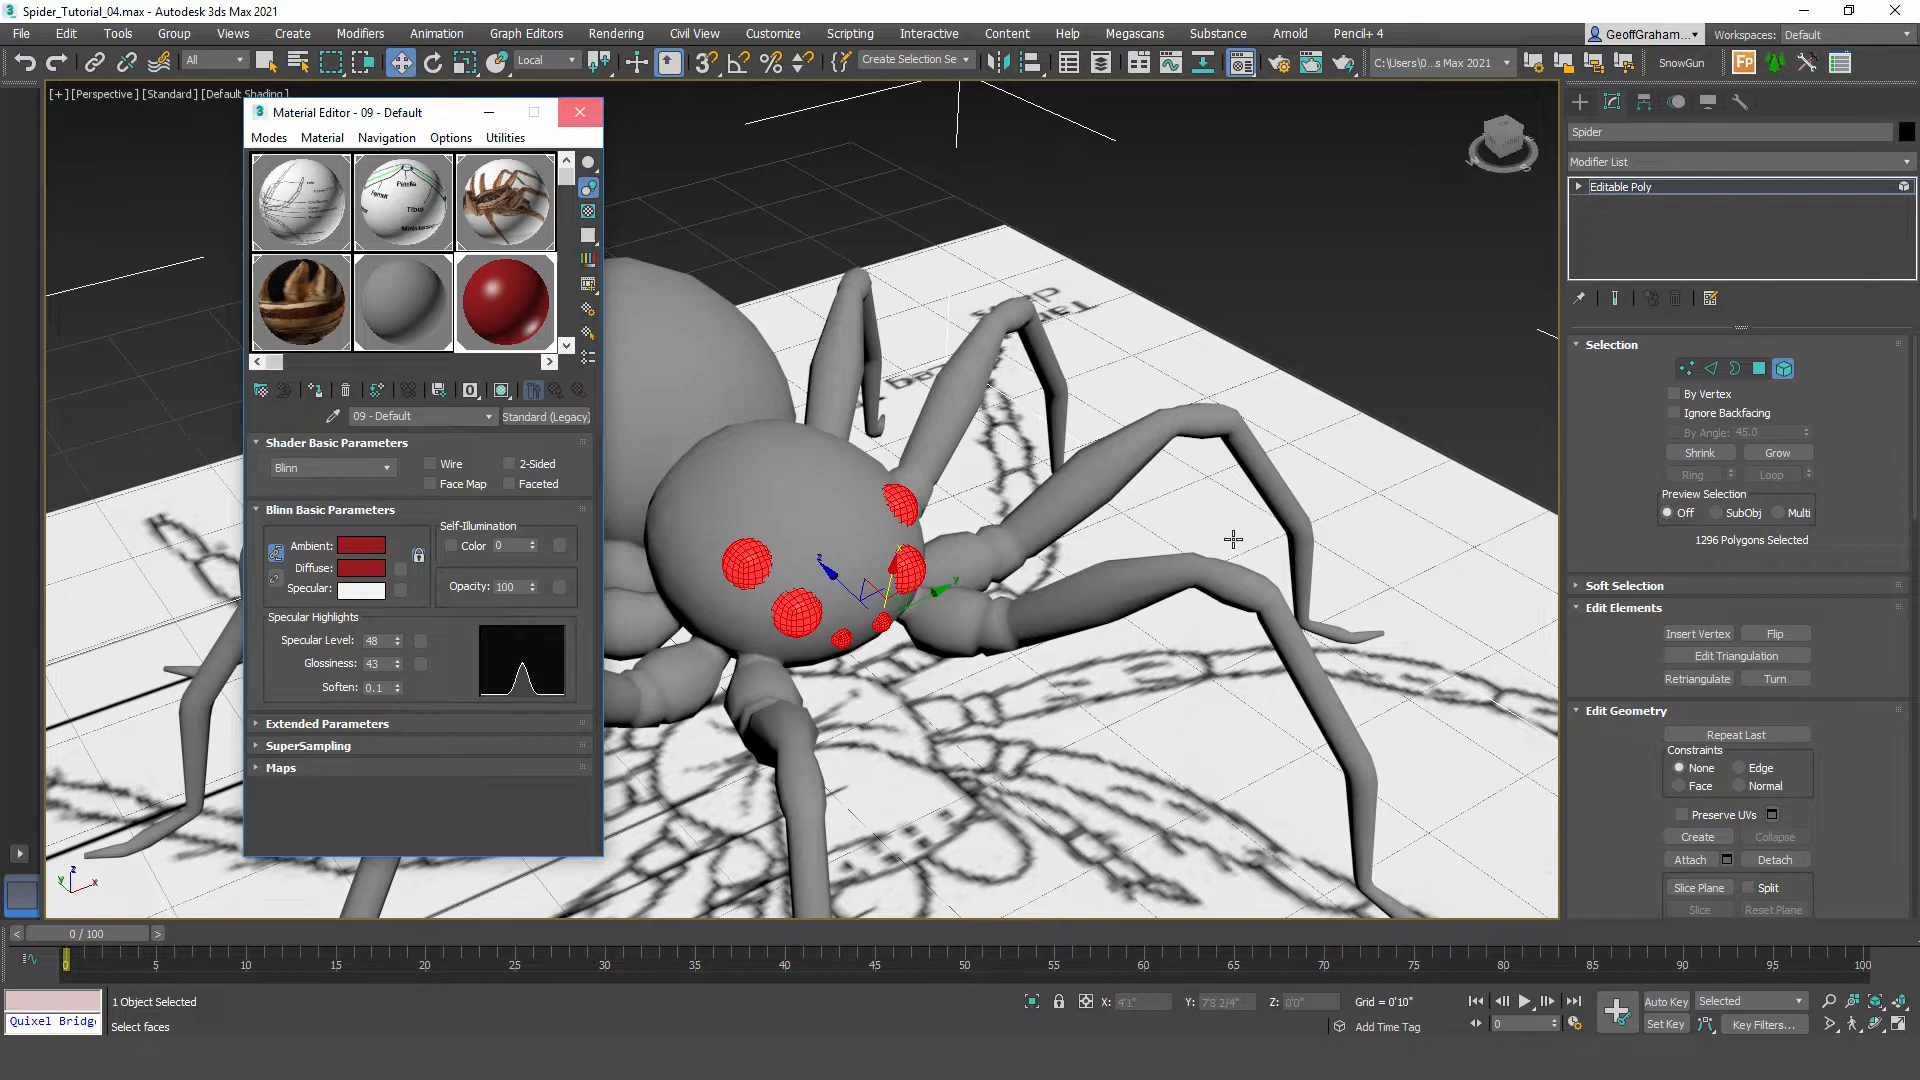 Spider_Tutorial_04.max - Autodesk 3ds Max 2021
File Edit Tools Group Views Create Modifiers Animation Graph Editors Rendering Civil View Customize Scripting Interactive Content Help Megascans Substance Arnold Pencil+ 4
GeoffGraham... Workspaces: Default
All Local Create Selection Se C:\Users\0...s Max 2021 SnowGun
[+] [Perspective] [Standard] [Default Shading]
Material Editor - 09 - Default
Modes Material Navigation Options Utilities
09 - Default Standard (Legacy)
Shader Basic Parameters
Blinn Wire 2-Sided
Face Map Faceted
Blinn Basic Parameters
Self-Illumination
Ambient: Color 0
Diffuse:
Specular: Opacity: 100
Specular Highlights
Specular Level: 48
Glossiness: 43
Soften: 0.1
Extended Parameters
SuperSampling
Maps
Spider
Modifier List
Editable Poly
Selection
By Vertex
Ignore Backfacing
By Angle: 45.0
Shrink Grow
Ring Loop
Preview Selection
Off SubObj Multi
1296 Polygons Selected
Soft Selection
Edit Elements
Insert Vertex Flip
Edit Triangulation
Retriangulate Turn
Edit Geometry
Repeat Last
Constraints
None Edge
Face Normal
Preserve UVs
Create Collapse
Attach Detach
Slice Plane Split
Slice Reset Plane
0 / 100
0 5 10 15 20 25 30 35 40 45 50 55 60 65 70 75 80 85 90 95 100
1 Object Selected X: 4'1" Y: 7'8 2/4" Z: 0'0" Grid = 0'10" Auto Key Selected
Quixel Bridg Select faces Add Time Tag 0 Set Key Key Filters...